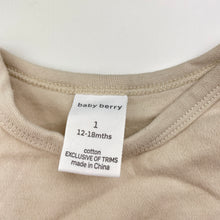 baby berry
1
12-18mths
cotton
EXCLUSIVE OF TRIMS
made in China